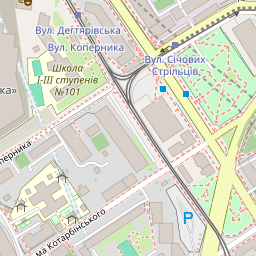 Вул. Дегтярівська
Вул. Коперника
Школа
I-III ступенів
№101
Вул. Січових
Стрільців
ка»
перника
ма Котарбінського
P